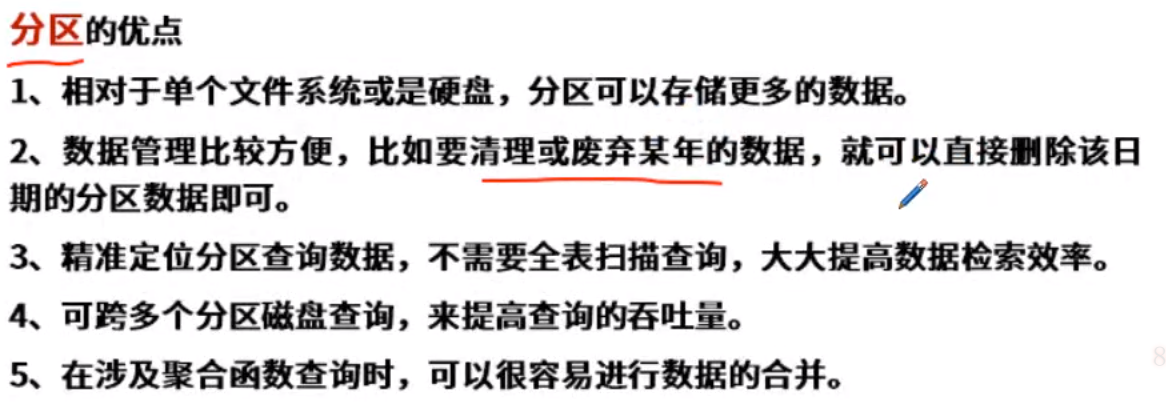 分区的优点
1、相对于单个文件系统或是硬盘，分区可以存储更多的数据。
2、数据管理比较方便，比如要清理或废弃某年的数据，就可以直接删除该日
期的分区数据即可。
3、精准定位分区查询数据，不需要全表扫描查询，大大提高数据检索效率。
4、可跨多个分区磁盘查询，来提高查询的吞吐量。
5、在涉及聚合函数查询时，可以很容易进行数据的合并。
8